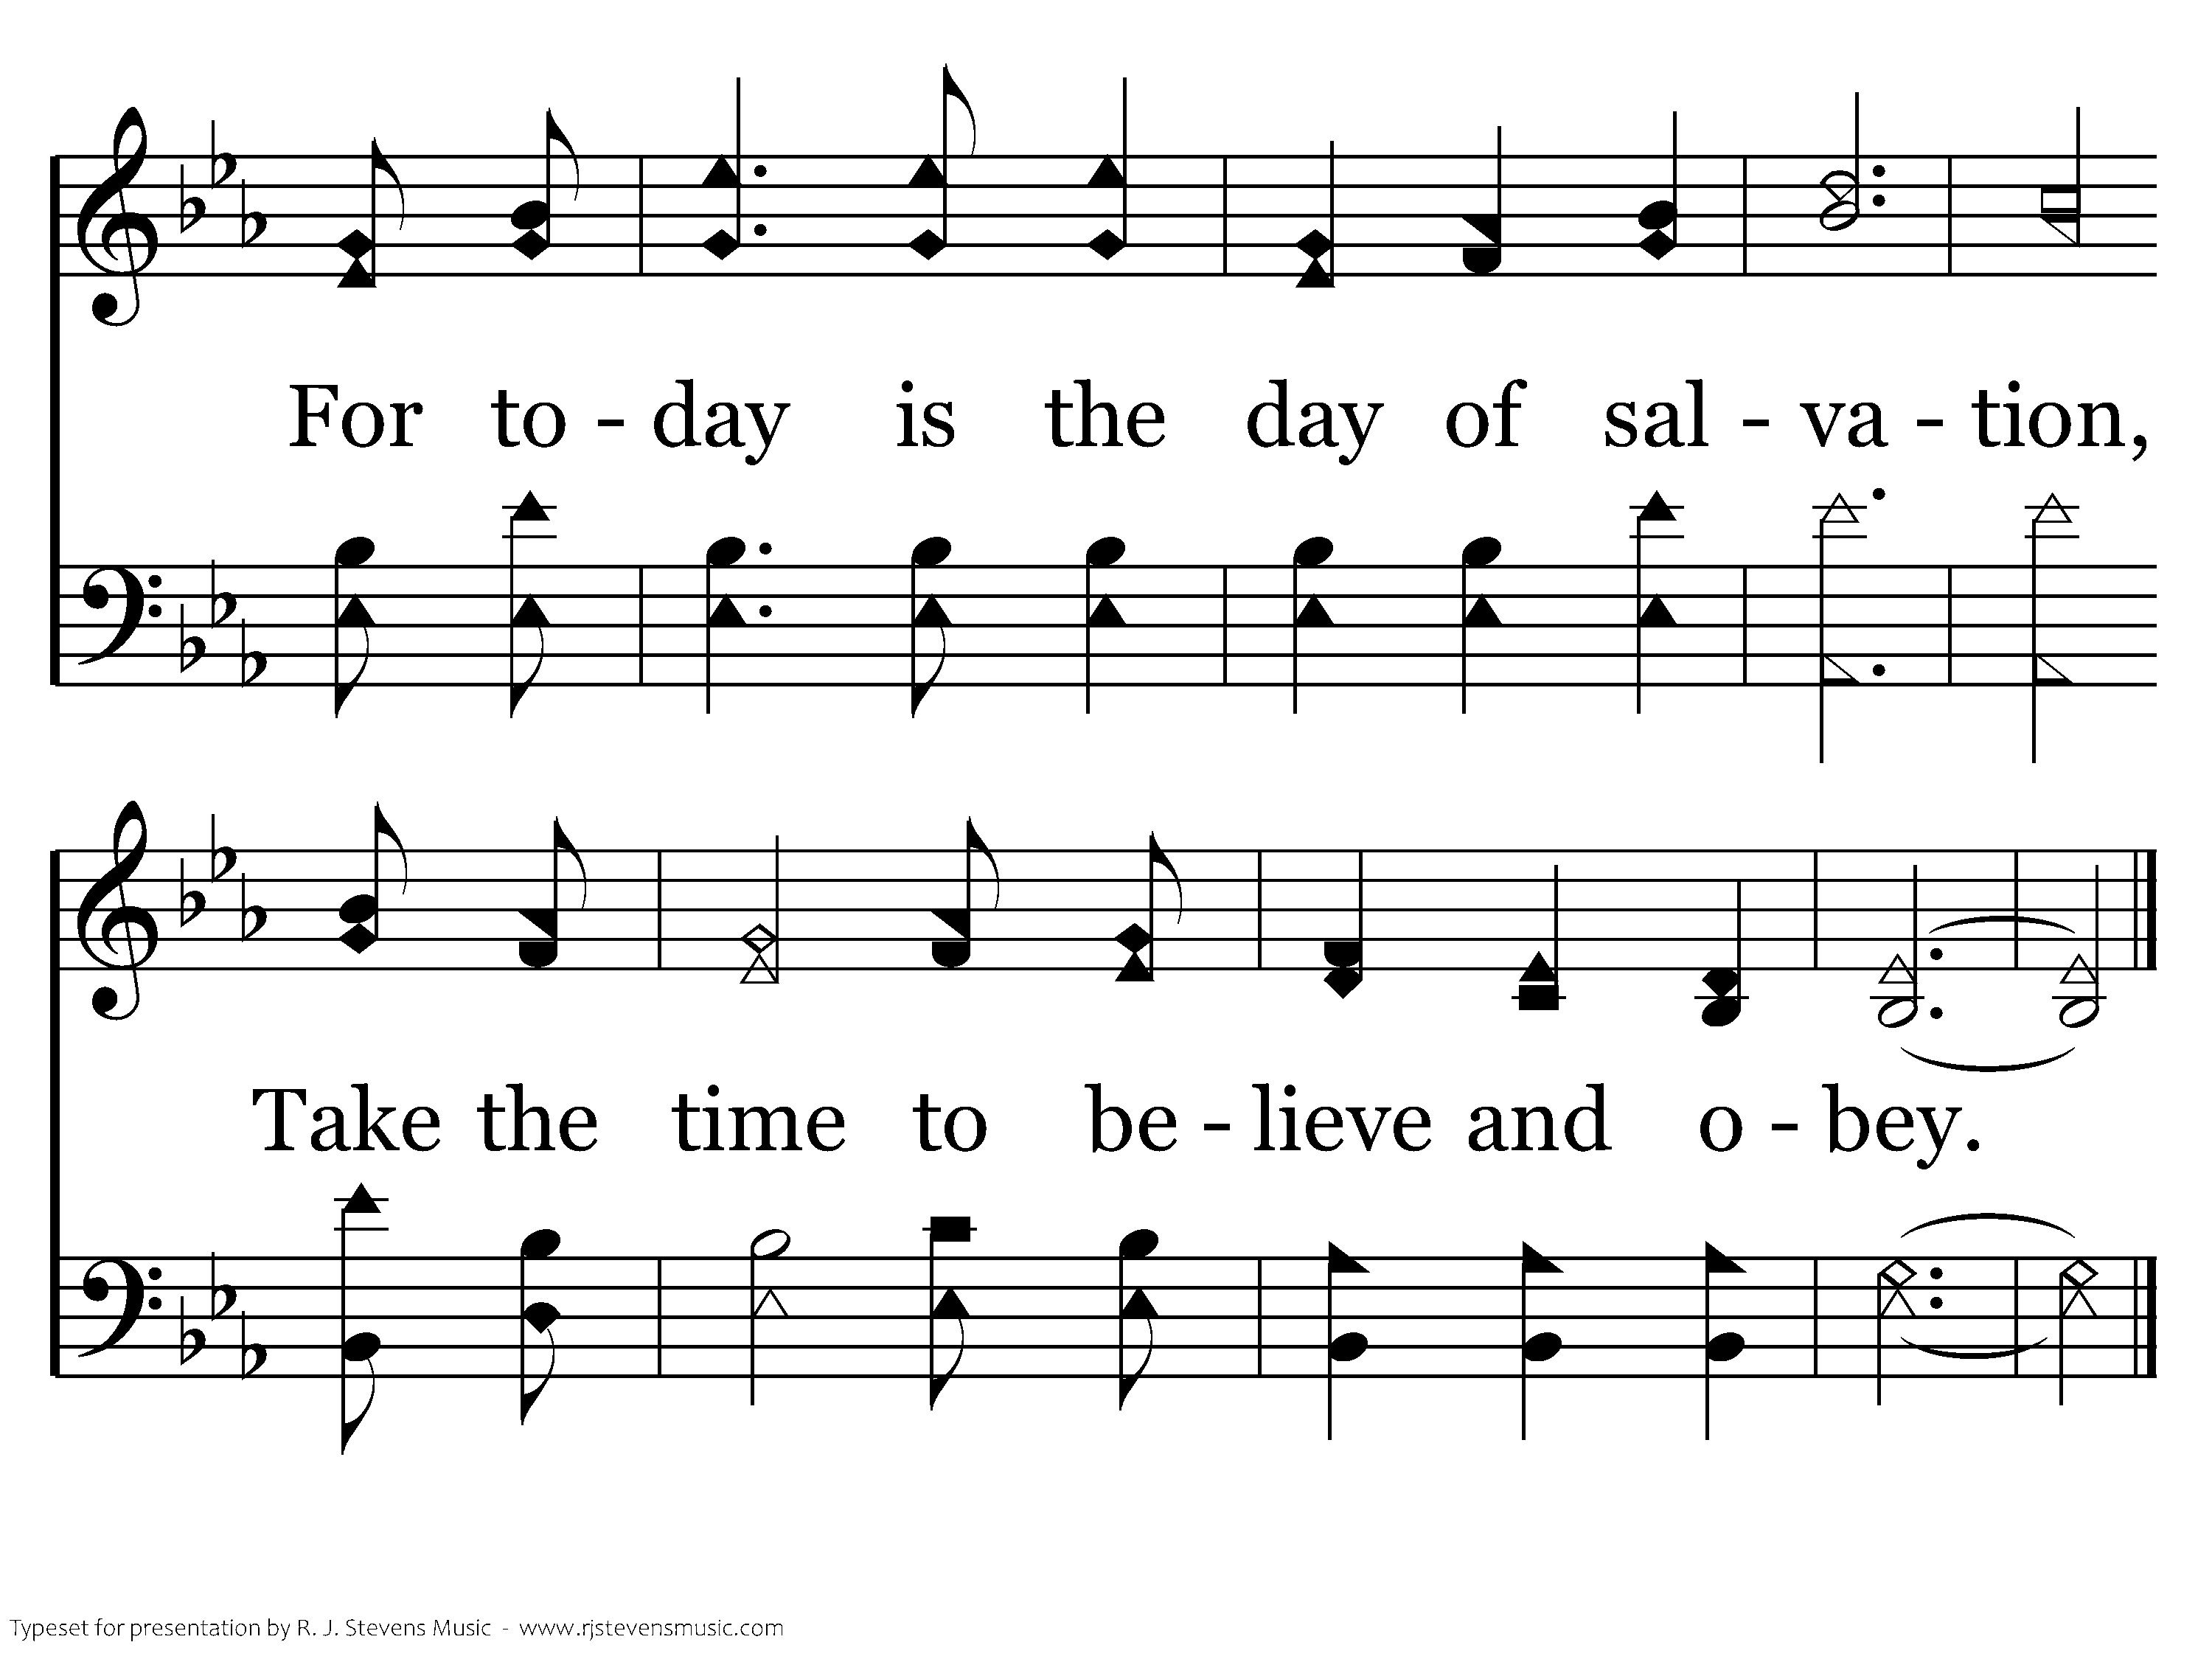 For to - day is the day of sal - va - tion,
Take the time to be - lieve and o - bey.
Typeset for presentation by R. J. Stevens Music - www.rjstevensmusic.com